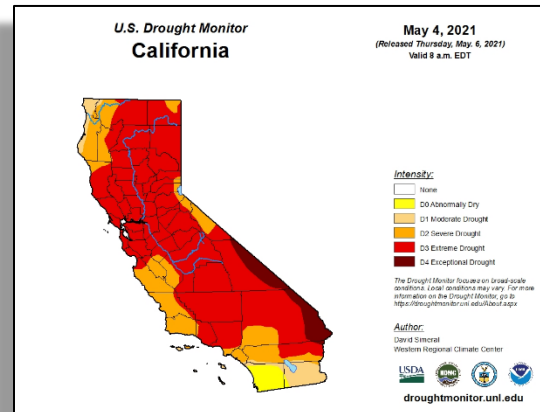 U.S. Drought Monitor
California
May 4, 2021
(Released Thursday, May. 6, 2021)
Valid 8 a.m. EDT
Intensity:
None
D0 Abnormally Dry
D1 Moderate Drought
D2 Severe Drought
D3 Extreme Drought
D4 Exceptional Drought
The Drought Monitor focuses on broad-scale
conditions. Local conditions may vary. For more
information on the Drought Monitor, go to
https://droughtmonitor.unl.edu/About.aspx
Author:
David Simeral
Western Regional Climate Center
USDA
NDMC
droughtmonitor.unl.edu